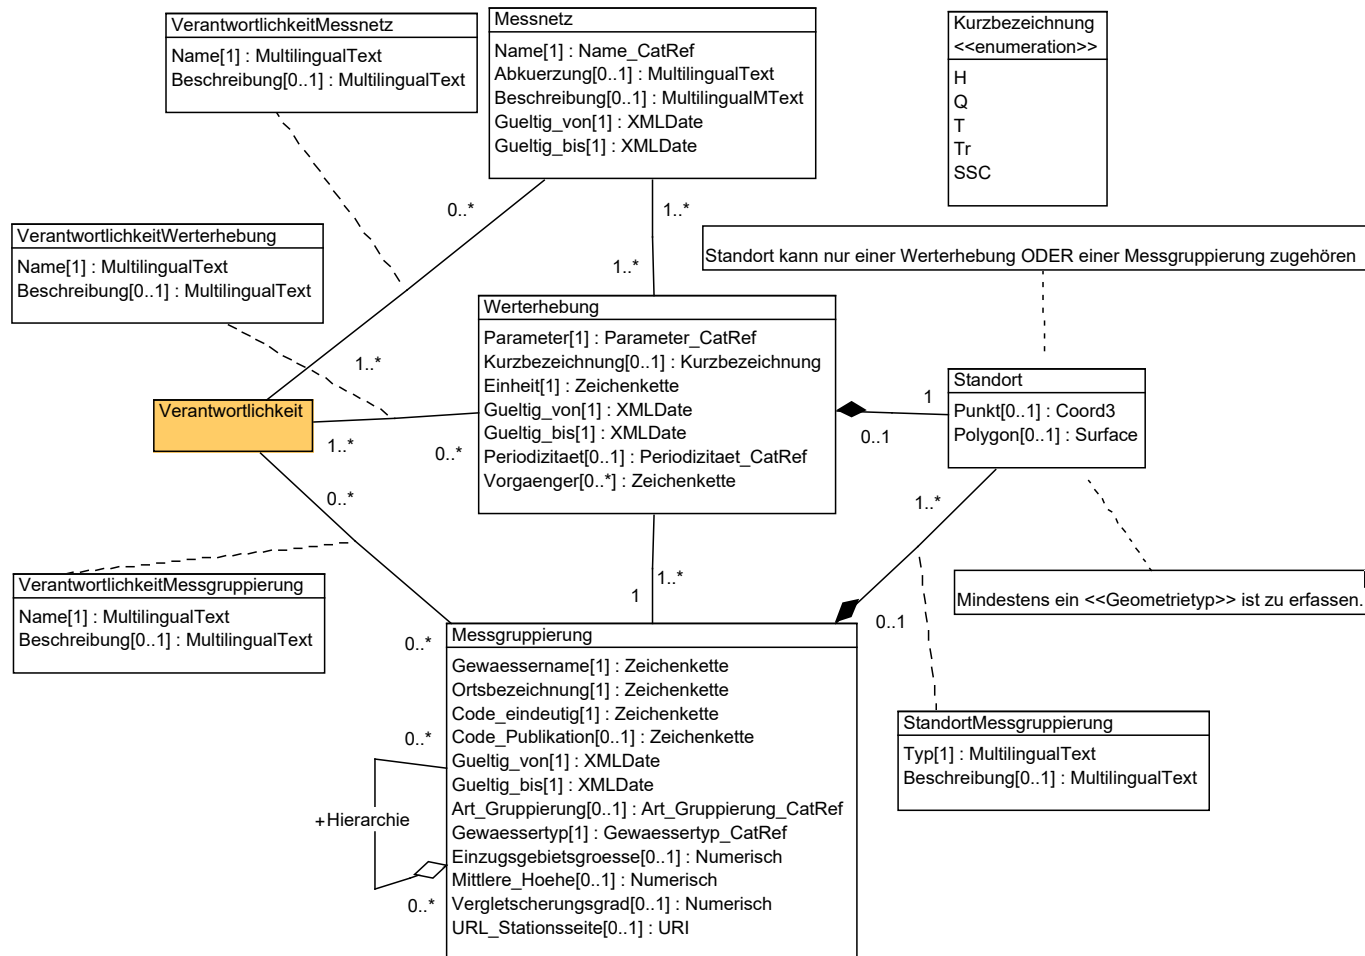 VerantwortlichkeitMessnetz
Name[1] : MultilingualText
Beschreibung[0..1] : MultilingualText
Messnetz
Name[1] : Name_CatRef
Abkuerzung[0..1] : MultilingualText
Beschreibung[0..1] : MultilingualMText
Gueltig_von[1] : XMLDate
Gueltig_bis[1] : XMLDate
Kurzbezeichnung
<<enumeration>>
H
Q
T
Tr
SSC
0..*
1..*
VerantwortlichkeitWerterhebung
Name[1] : MultilingualText
Beschreibung[0..1] : MultilingualText
Standort kann nur einer Werterhebung ODER einer Messgruppierung zugehören
1..*
Werterhebung
Parameter[1] : Parameter_CatRef
Kurzbezeichnung[0..1] : Kurzbezeichnung
Einheit[1] : Zeichenkette
Gueltig_von[1] : XMLDate
Gueltig_bis[1] : XMLDate
Periodizitaet[0..1] : Periodizitaet_CatRef
Vorgaenger[0..*] : Zeichenkette
1..*
Verantwortlichkeit
1..*
0..*
1
0..1
Standort
Punkt[0..1] : Coord3
Polygon[0..1] : Surface
0..*
1..*
VerantwortlichkeitMessgruppierung
Name[1] : MultilingualText
Beschreibung[0..1] : MultilingualText
1..*
1
Mindestens ein <<Geometrietyp>> ist zu erfassen.
0..1
0..*
Messgruppierung
Gewaessername[1] : Zeichenkette
Ortsbezeichnung[1] : Zeichenkette
Code_eindeutig[1] : Zeichenkette
Code_Publikation[0..1] : Zeichenkette
Gueltig_von[1] : XMLDate
Gueltig_bis[1] : XMLDate
Art_Gruppierung[0..1] : Art_Gruppierung_CatRef
Gewaessertyp[1] : Gewaessertyp_CatRef
Einzugsgebietsgroesse[0..1] : Numerisch
Mittlere_Hoehe[0..1] : Numerisch
Vergletscherungsgrad[0..1] : Numerisch
URL_Stationsseite[0..1] : URI
0..*
+Hierarchie
0..*
StandortMessgruppierung
Typ[1] : MultilingualText
Beschreibung[0..1] : MultilingualText